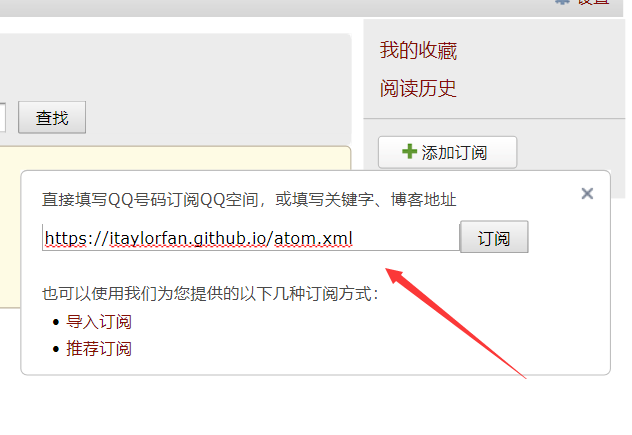 设置
我的收藏
阅读历史
查找
添加订阅
直接填写QQ号码订阅QQ空间，或填写关键字、博客地址
https://itaylorfan.github.io/atom.xml
订阅
也可以使用我们为您提供的以下几种订阅方式：
• 导入订阅
• 推荐订阅